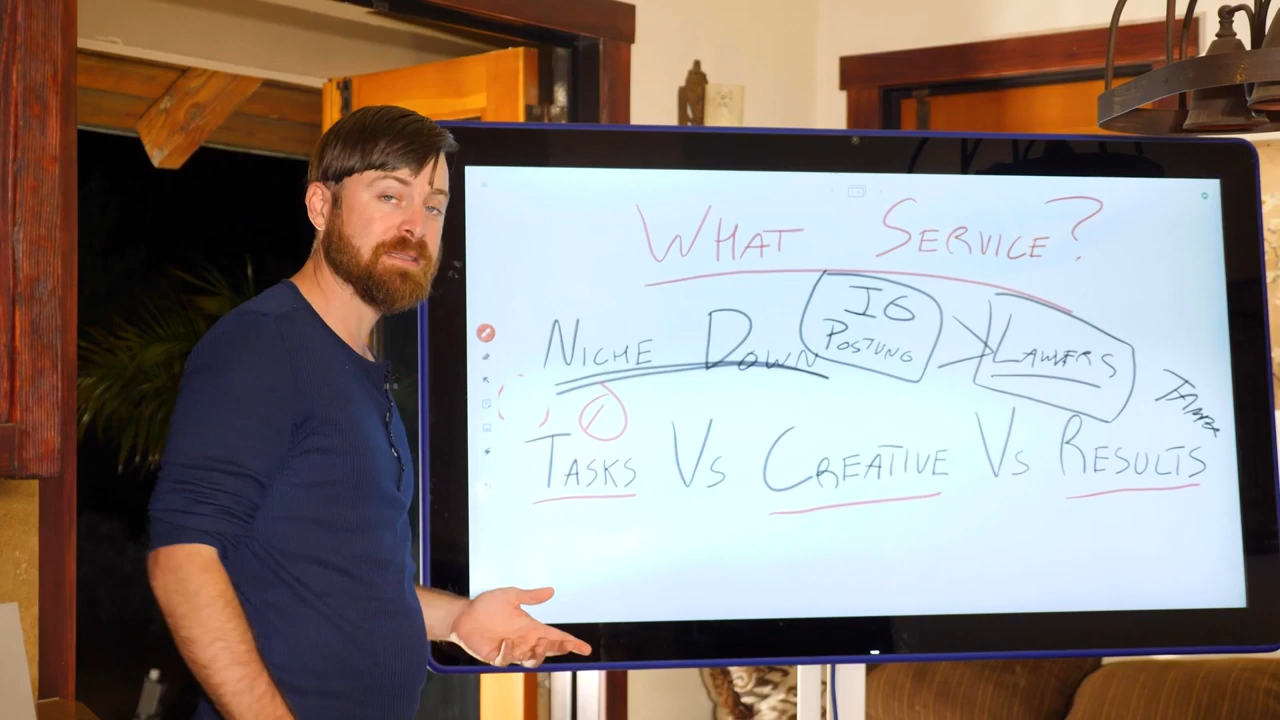 WHAT SERVICE?
NICHE DOWN
IG
POSTING
LAWYERS
TAMPA
TASKS VS CREATIVE VS RESULTS